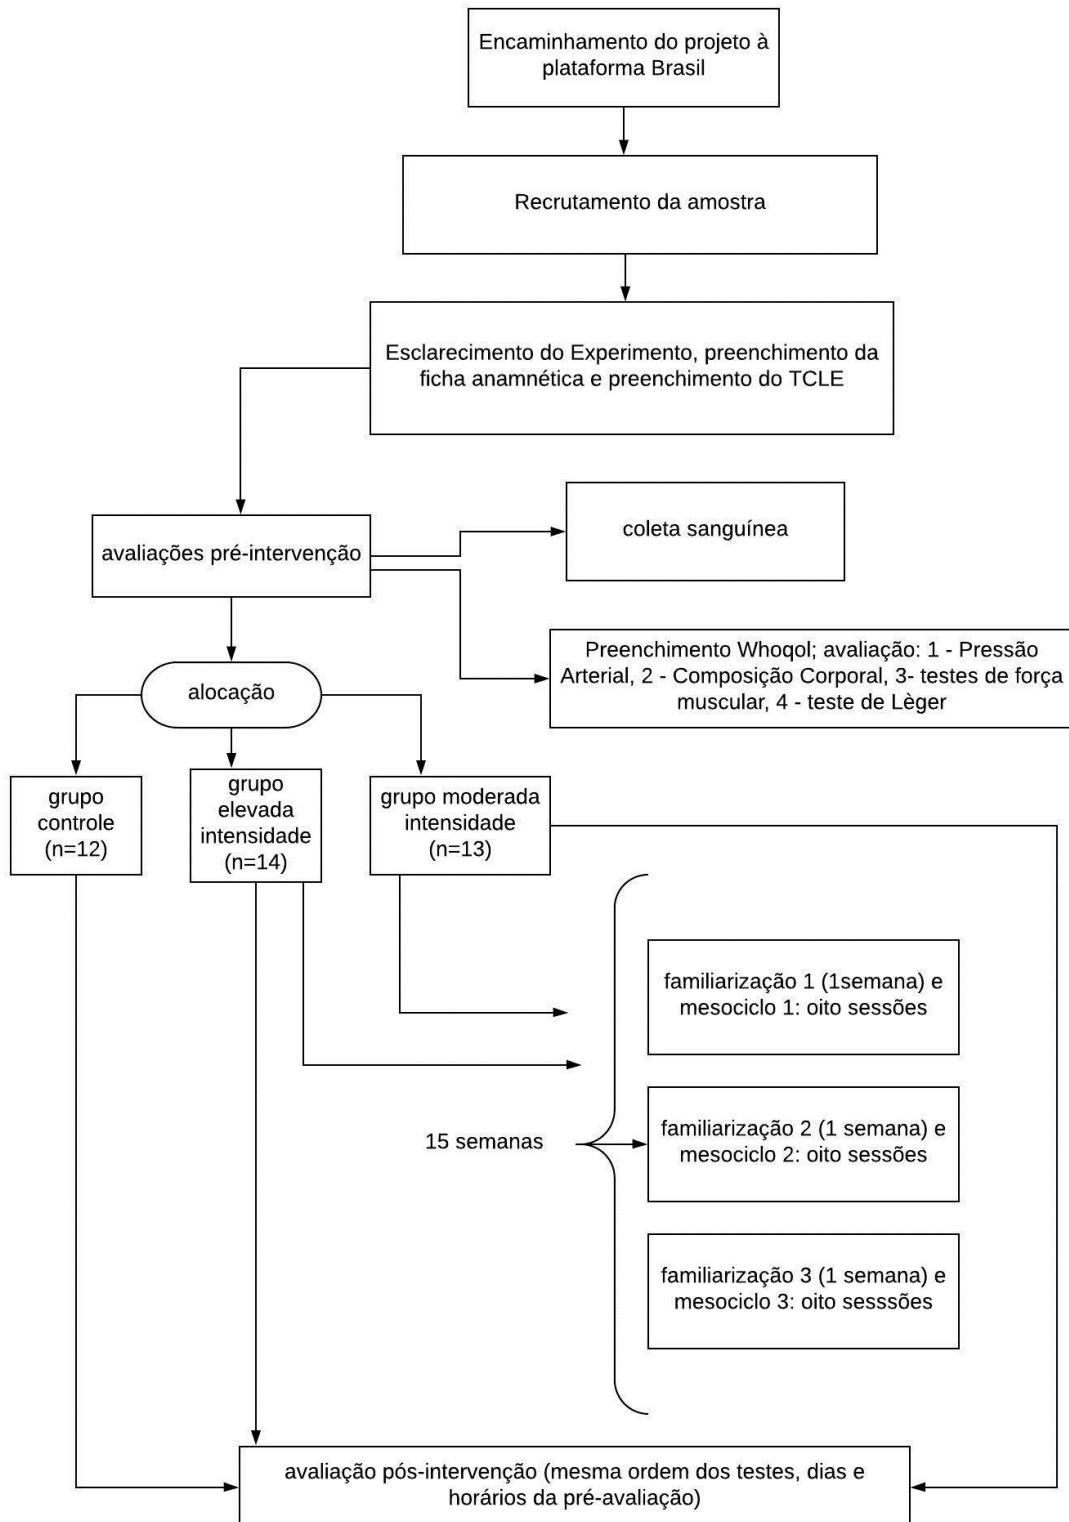 Encaminhamento do projeto à
plataforma Brasil
Recrutamento da amostra
Esclarecimento do Experimento, preenchimento da
ficha anamnética e preenchimento do TCLE
coleta sanguínea
avaliações pré-intervenção
Preenchimento Whoqol; avaliação: 1 - Pressão
Arterial, 2 - Composição Corporal, 3- testes de força
muscular, 4 - teste de Lèger
alocação
grupo
controle
(n=12)
grupo
elevada
intensidade
(n=14)
grupo moderada
intensidade
(n=13)
familiarização 1 (1semana) e
mesociclo 1: oito sessões
15 semanas
familiarização 2 (1 semana) e
mesociclo 2: oito sessões
familiarização 3 (1 semana) e
mesociclo 3: oito sesssões
avaliação pós-intervenção (mesma ordem dos testes, dias e
horários da pré-avaliação)